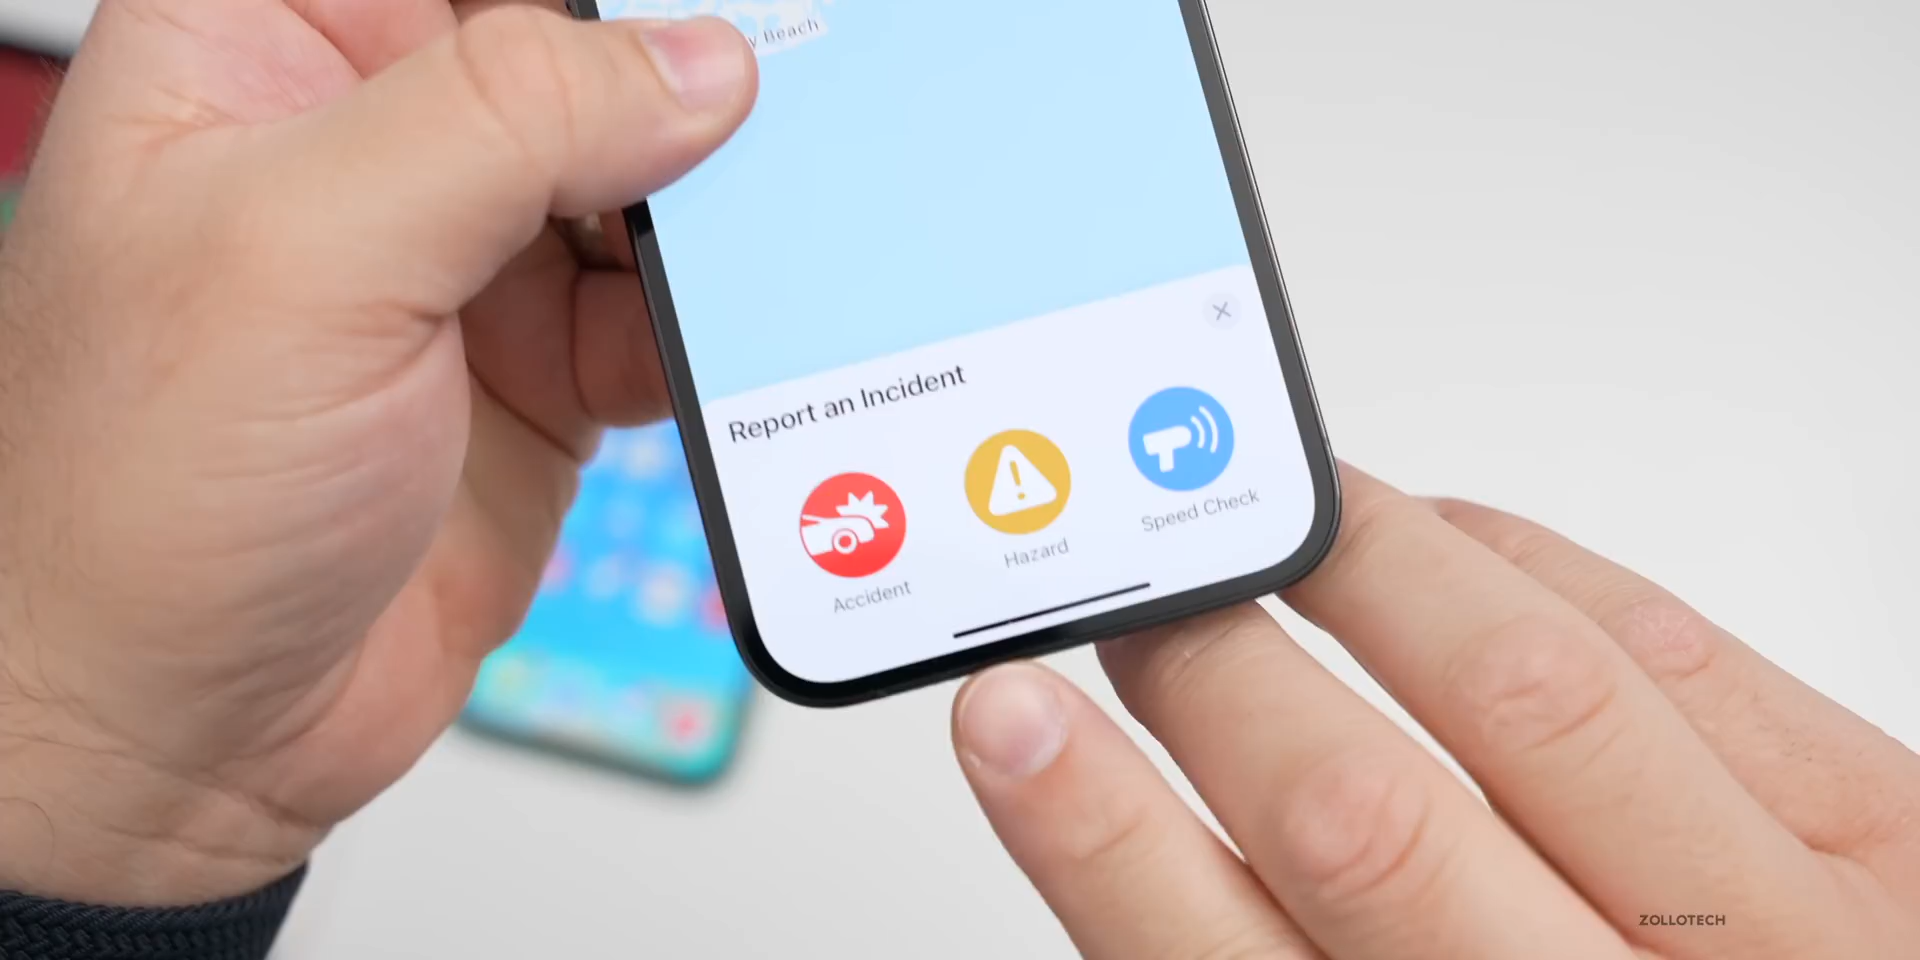 Beach
Report an Incident
Accident
Hazard
Speed Check
ZOLLOTECH